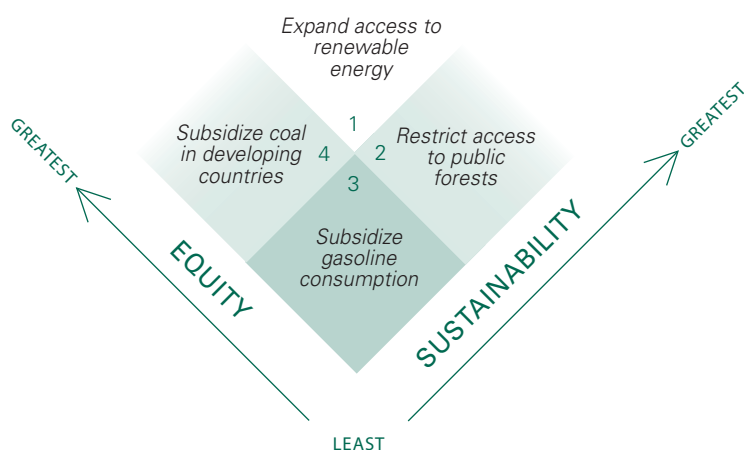 Expand access to
renewable
energy
GREATEST
GREATEST
Subsidize coal
in developing
countries
1
4
2
3
Restrict access
to public
forests
Subsidize
gasoline
consumption
EQUITY
SUSTAINABILITY
LEAST